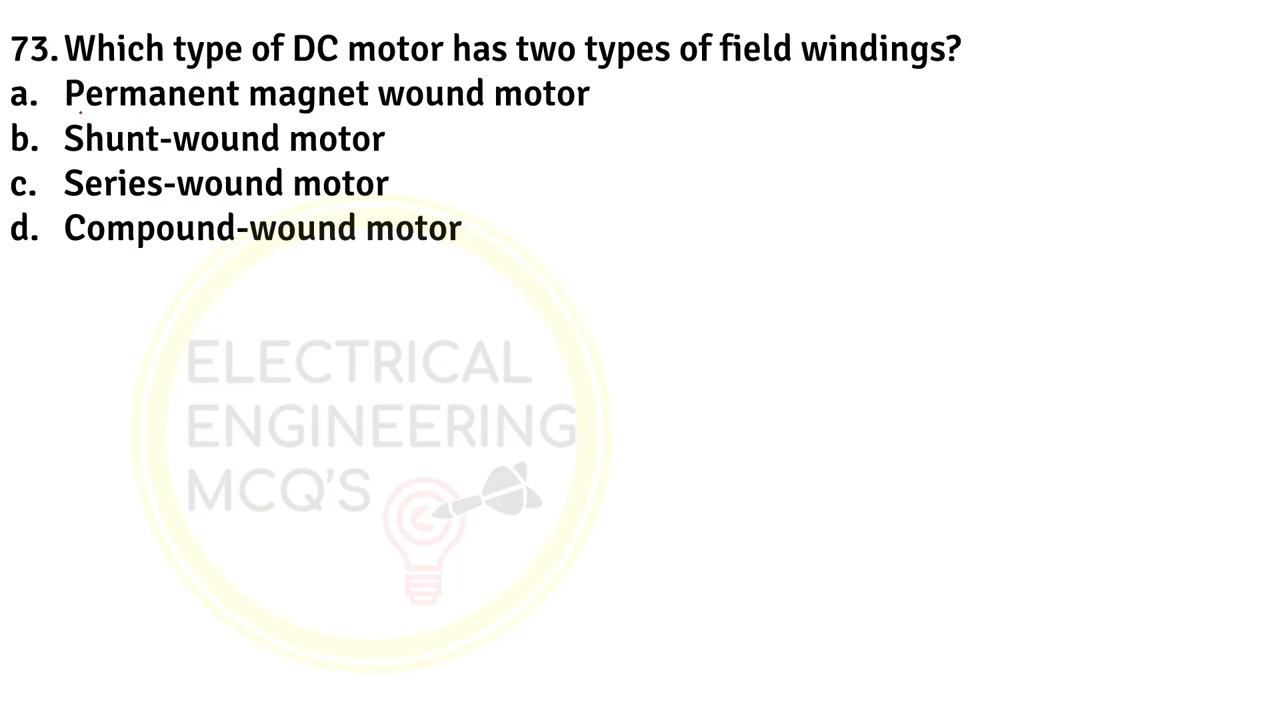 73. Which type of DC motor has two types of field windings?
a. Permanent magnet wound motor
b. Shunt-wound motor
c. Series-wound motor
d. Compound-wound motor
ELECTRICAL
ENGINEERING
MCQ'S